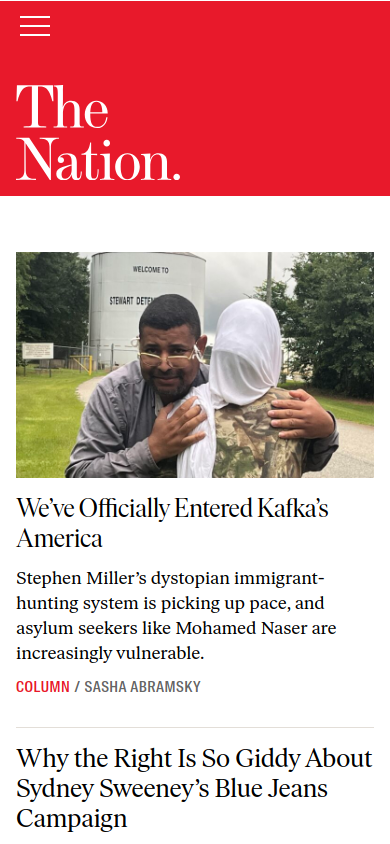 The
Nation.
WELCOME TO
STEWART DETEN
We've Officially Entered Kafka's
America
Stephen Miller's dystopian immigrant-
hunting system is picking up pace, and
asylum seekers like Mohamed Naser are
increasingly vulnerable.
COLUMN / SASHA ABRAMSKY
Why the Right Is So Giddy About
Sydney Sweeney's Blue Jeans
Campaign